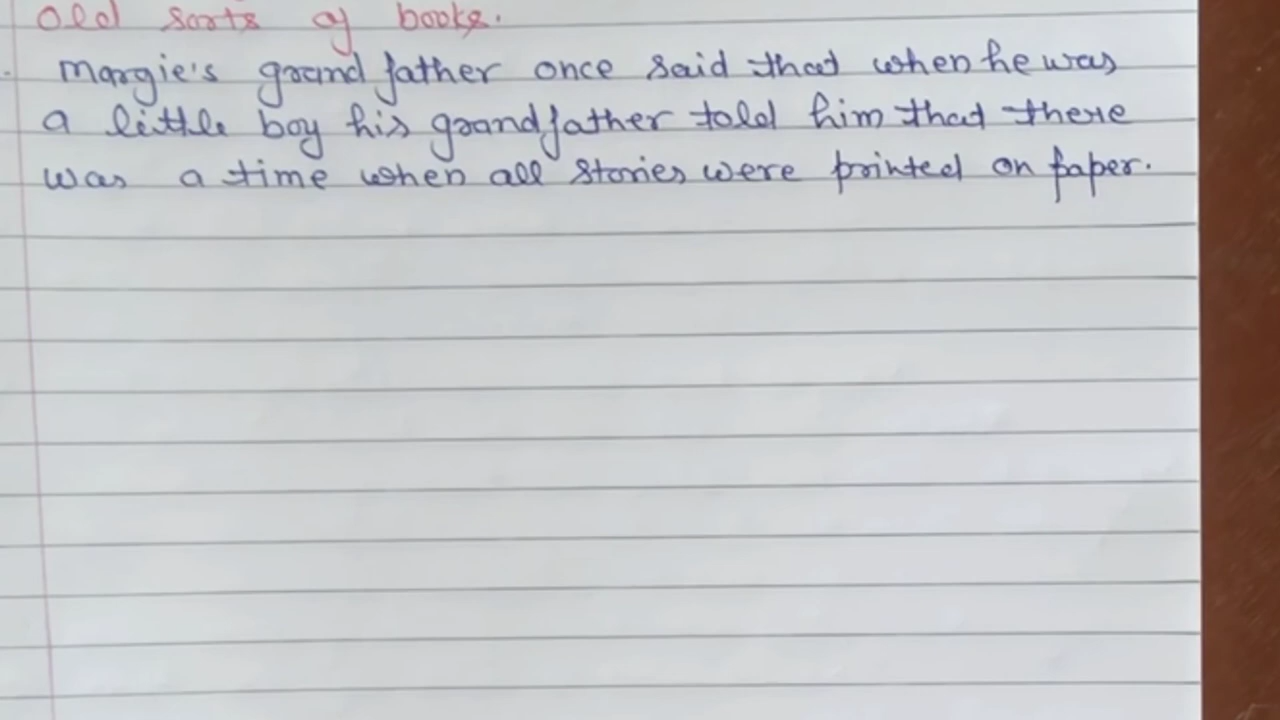 old sorts of books.
Margie's grandfather once said that when he was
a little boy his grandfather told him that there
was a time when all stories were printed on paper.